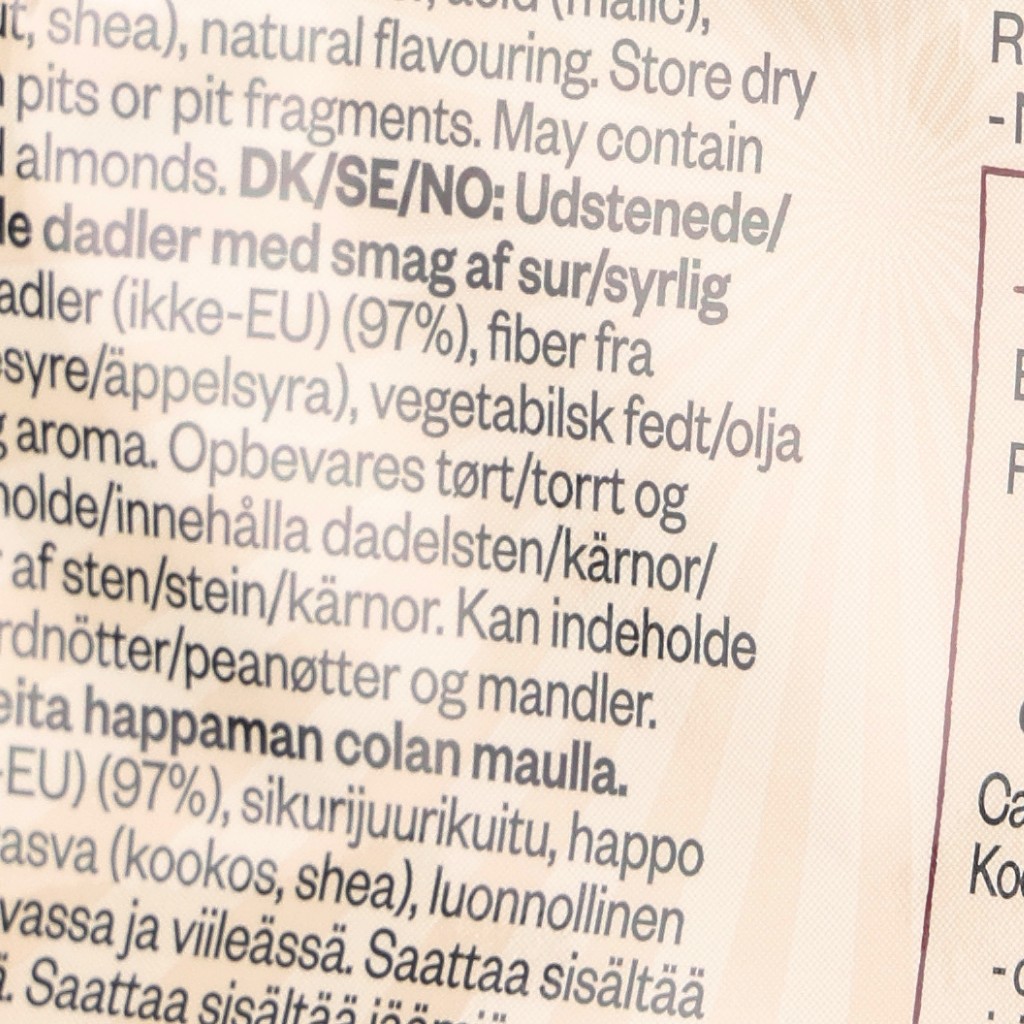 acid (malic),
shea), natural flavouring. Store dry
pits or pit fragments. May contain
almonds. DK/SE/NO: Udstenede/
dadler med smag af sur/syrlig
(ikke-EU) (97%), fiber fra
syre/äppelsyra), vegetabilsk fedt/olja
aroma. Opbevares tørt/torrt og
holde/innehålla dadelsten/kärnor/
af sten/stein/kärnor. Kan indeholde
rdnötter/peanøtter og mandler.
eita happaman colan maulla.
-EU) (97%), sikurijuurikuitu, happo
asva (kookos, shea), luonnollinen
vassa ja viileässä. Saattaa sisältää
Saattaa sisältää